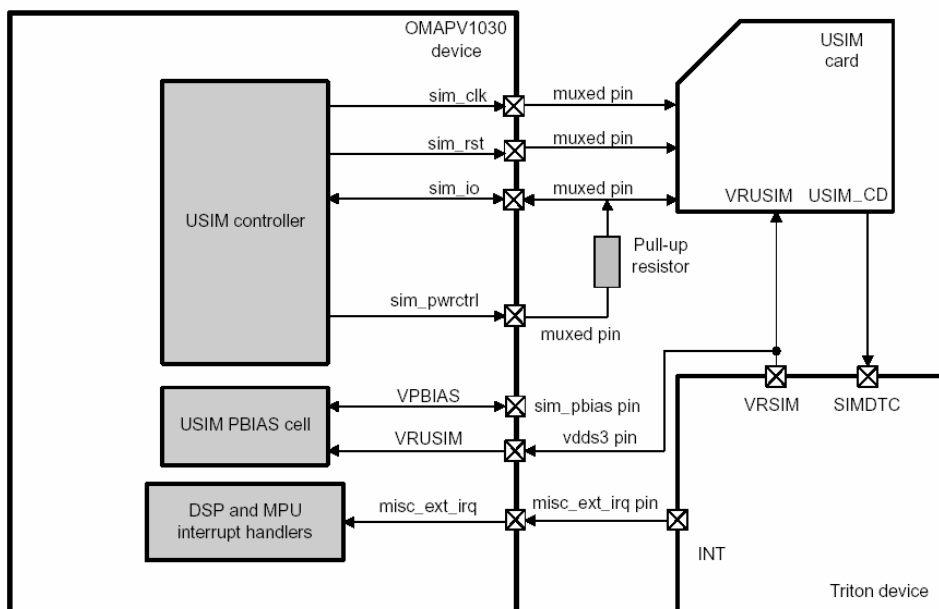 OMAPV1030
device
USIM
card
sim_clk
muxed pin
sim_rst
muxed pin
sim_io
muxed pin
VRUSIM
USIM_CD
USIM controller
Pull-up
resistor
sim_pwrctrl
muxed pin
VPBIAS
sim_pbias pin
VRSIM
SIMDTC
USIM PBIAS cell
VRUSIM
vdds3 pin
DSP and MPU
interrupt handlers
misc_ext_irq
misc_ext_irq pin
INT
Triton device